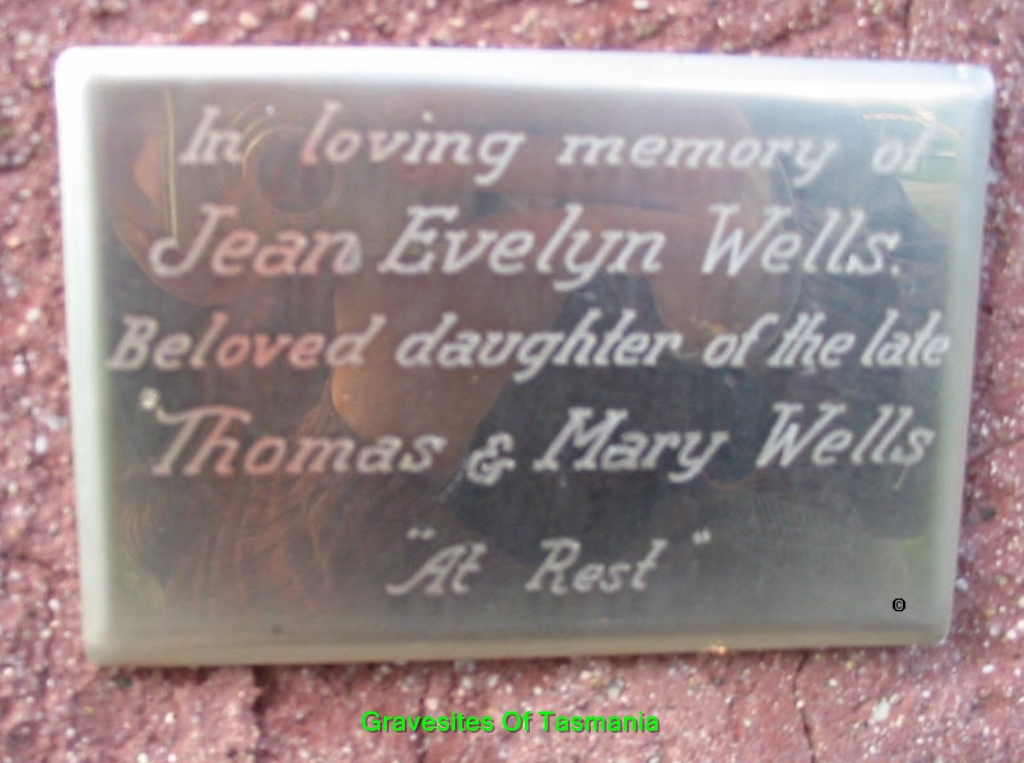 In loving memory of
Jean Evelyn Wells.
Beloved daughter of the late
Thomas & Mary Wells
"At Rest"
©
Gravesites Of Tasmania